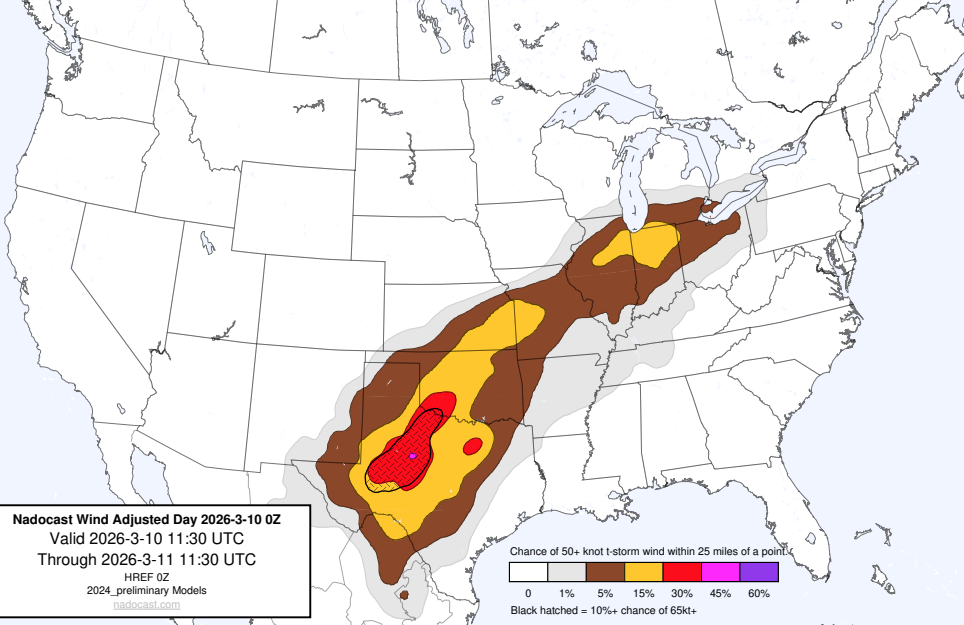 Nadocast Wind Adjusted Day 2026-3-10 0Z
Valid 2026-3-10 11:30 UTC
Through 2026-3-11 11:30 UTC
HREF 0Z
2024_preliminary Models
nadocast.com
Chance of 50+ knot t-storm wind within 25 miles of a point.
0 1% 5% 15% 30% 45% 60%
Black hatched = 10%+ chance of 65kt+